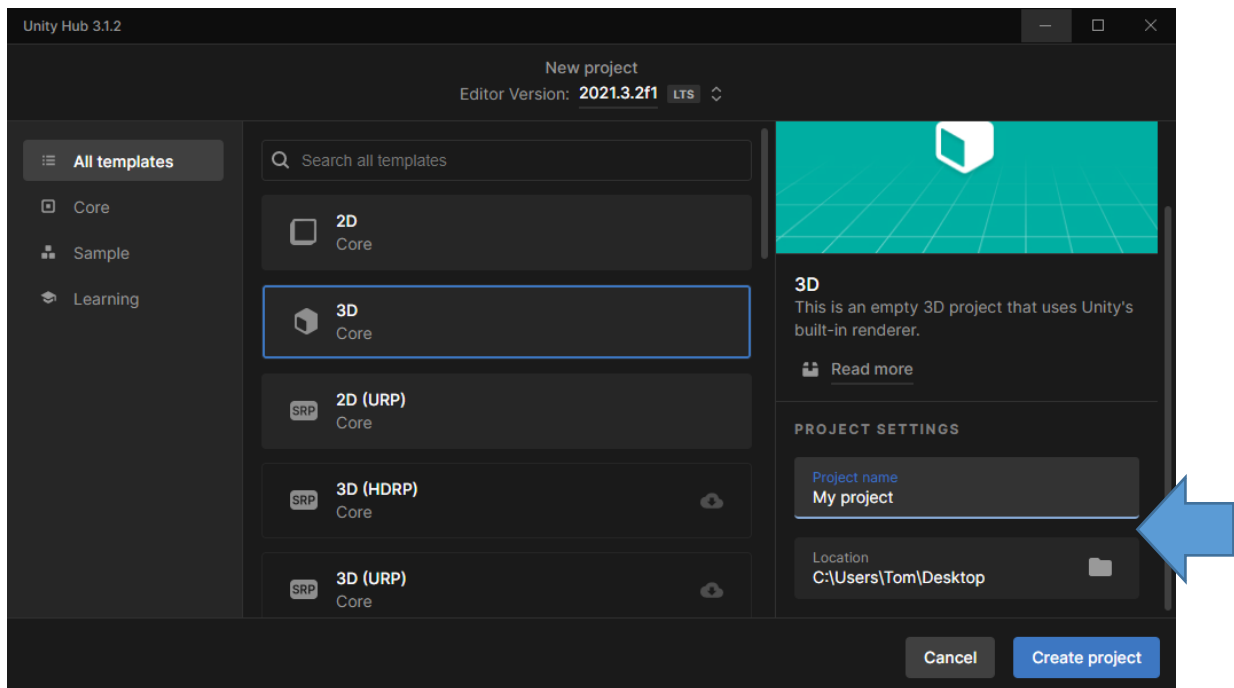 Unity Hub 3.1.2
New project
Editor Version: 2021.3.2f1 LTS
All templates
Core
Sample
Learning
Search all templates
2D
Core
3D
Core
SRP
2D (URP)
Core
SRP
3D (HDRP)
Core
SRP
3D (URP)
Core
3D
This is an empty 3D project that uses Unity's
built-in renderer.
Read more
PROJECT SETTINGS
Project name
My project
Location
C:\Users\Tom\Desktop
Cancel
Create project